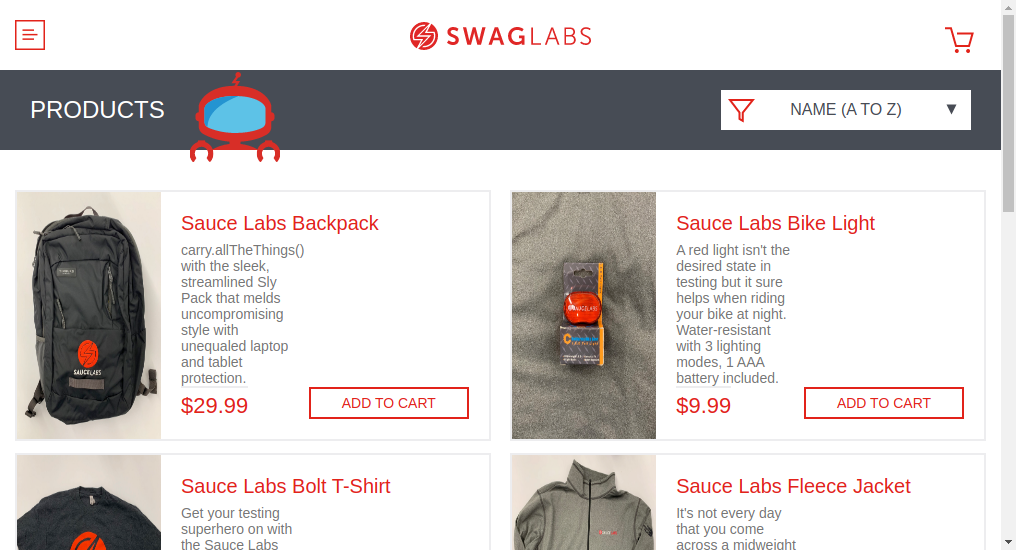 SWAGLABS
PRODUCTS
NAME (A TO Z)
Sauce Labs Backpack
carry.allTheThings()
with the sleek,
streamlined Sly
Pack that melds
uncompromising
style with
unequaled laptop
and tablet
protection.
$29.99
ADD TO CART
SAUCELABS
Sauce Labs Bike Light
A red light isn't the
desired state in
testing but it sure
helps when riding
your bike at night.
Water-resistant
with 3 lighting
modes, 1 AAA
battery included.
$9.99
ADD TO CART
SAUCELABS
Sauce Labs Bolt T-Shirt
Get your testing
superhero on with
the Sauce Labs
Sauce Labs Fleece Jacket
It's not every day
that you come
across a midweight